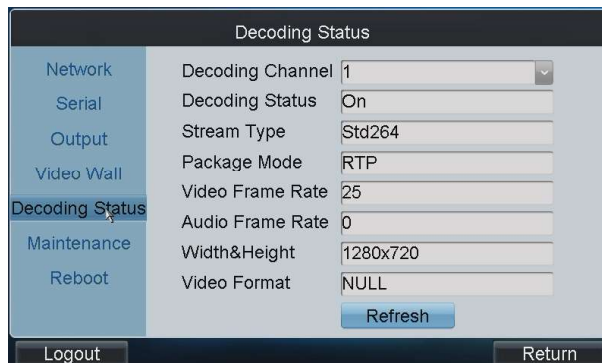 Decoding Status
Network
Serial
Output
Video Wall
Decoding Status
Maintenance
Reboot
Decoding Channel 1
Decoding Status On
Stream Type Std264
Package Mode RTP
Video Frame Rate 25
Audio Frame Rate 0
Width&Height 1280x720
Video Format NULL
Refresh
Logout
Return